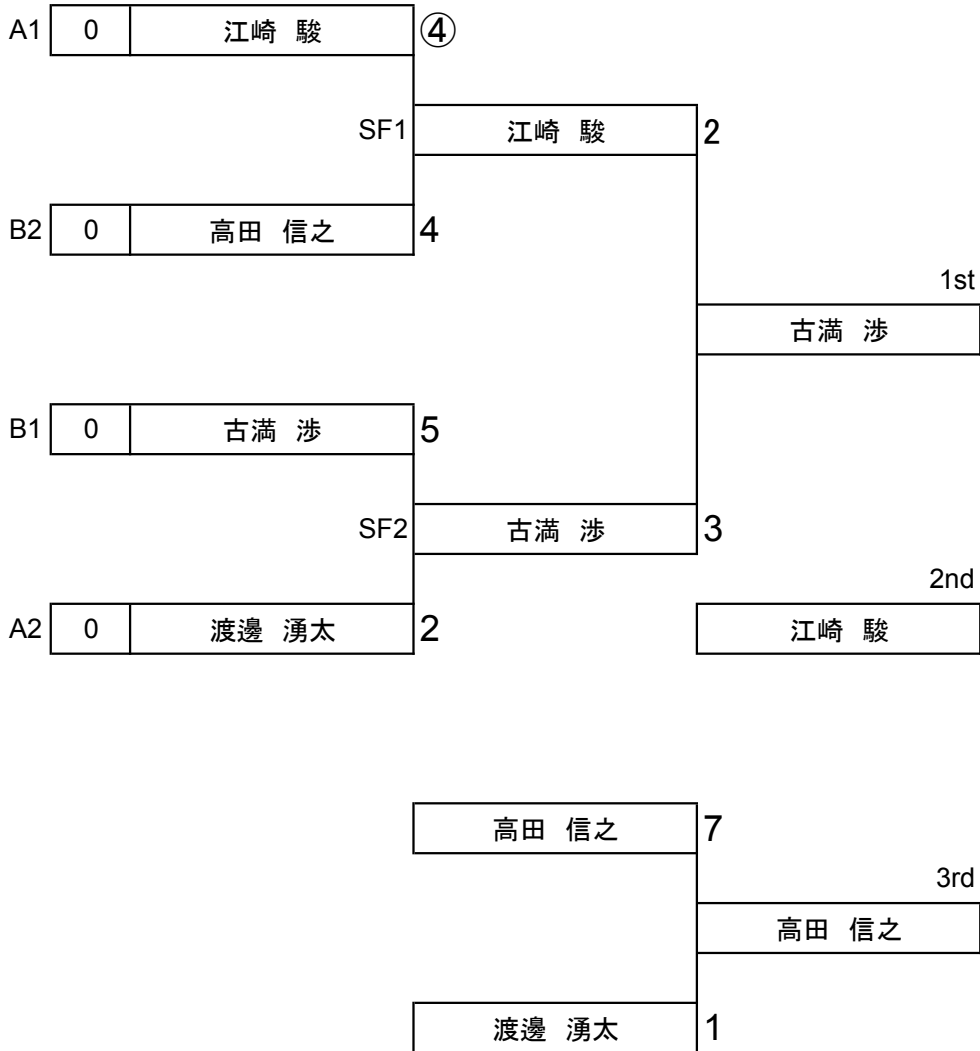 A1 0 江崎 駿 ④
SF1 江崎 駿 2
B2 0 高田 信之 4
1st
古満 渉
B1 0 古満 渉 5
SF2 古満 渉 3
2nd
A2 0 渡邊 湧太 2 江崎 駿
高田 信之 7
3rd
高田 信之
渡邊 湧太 1